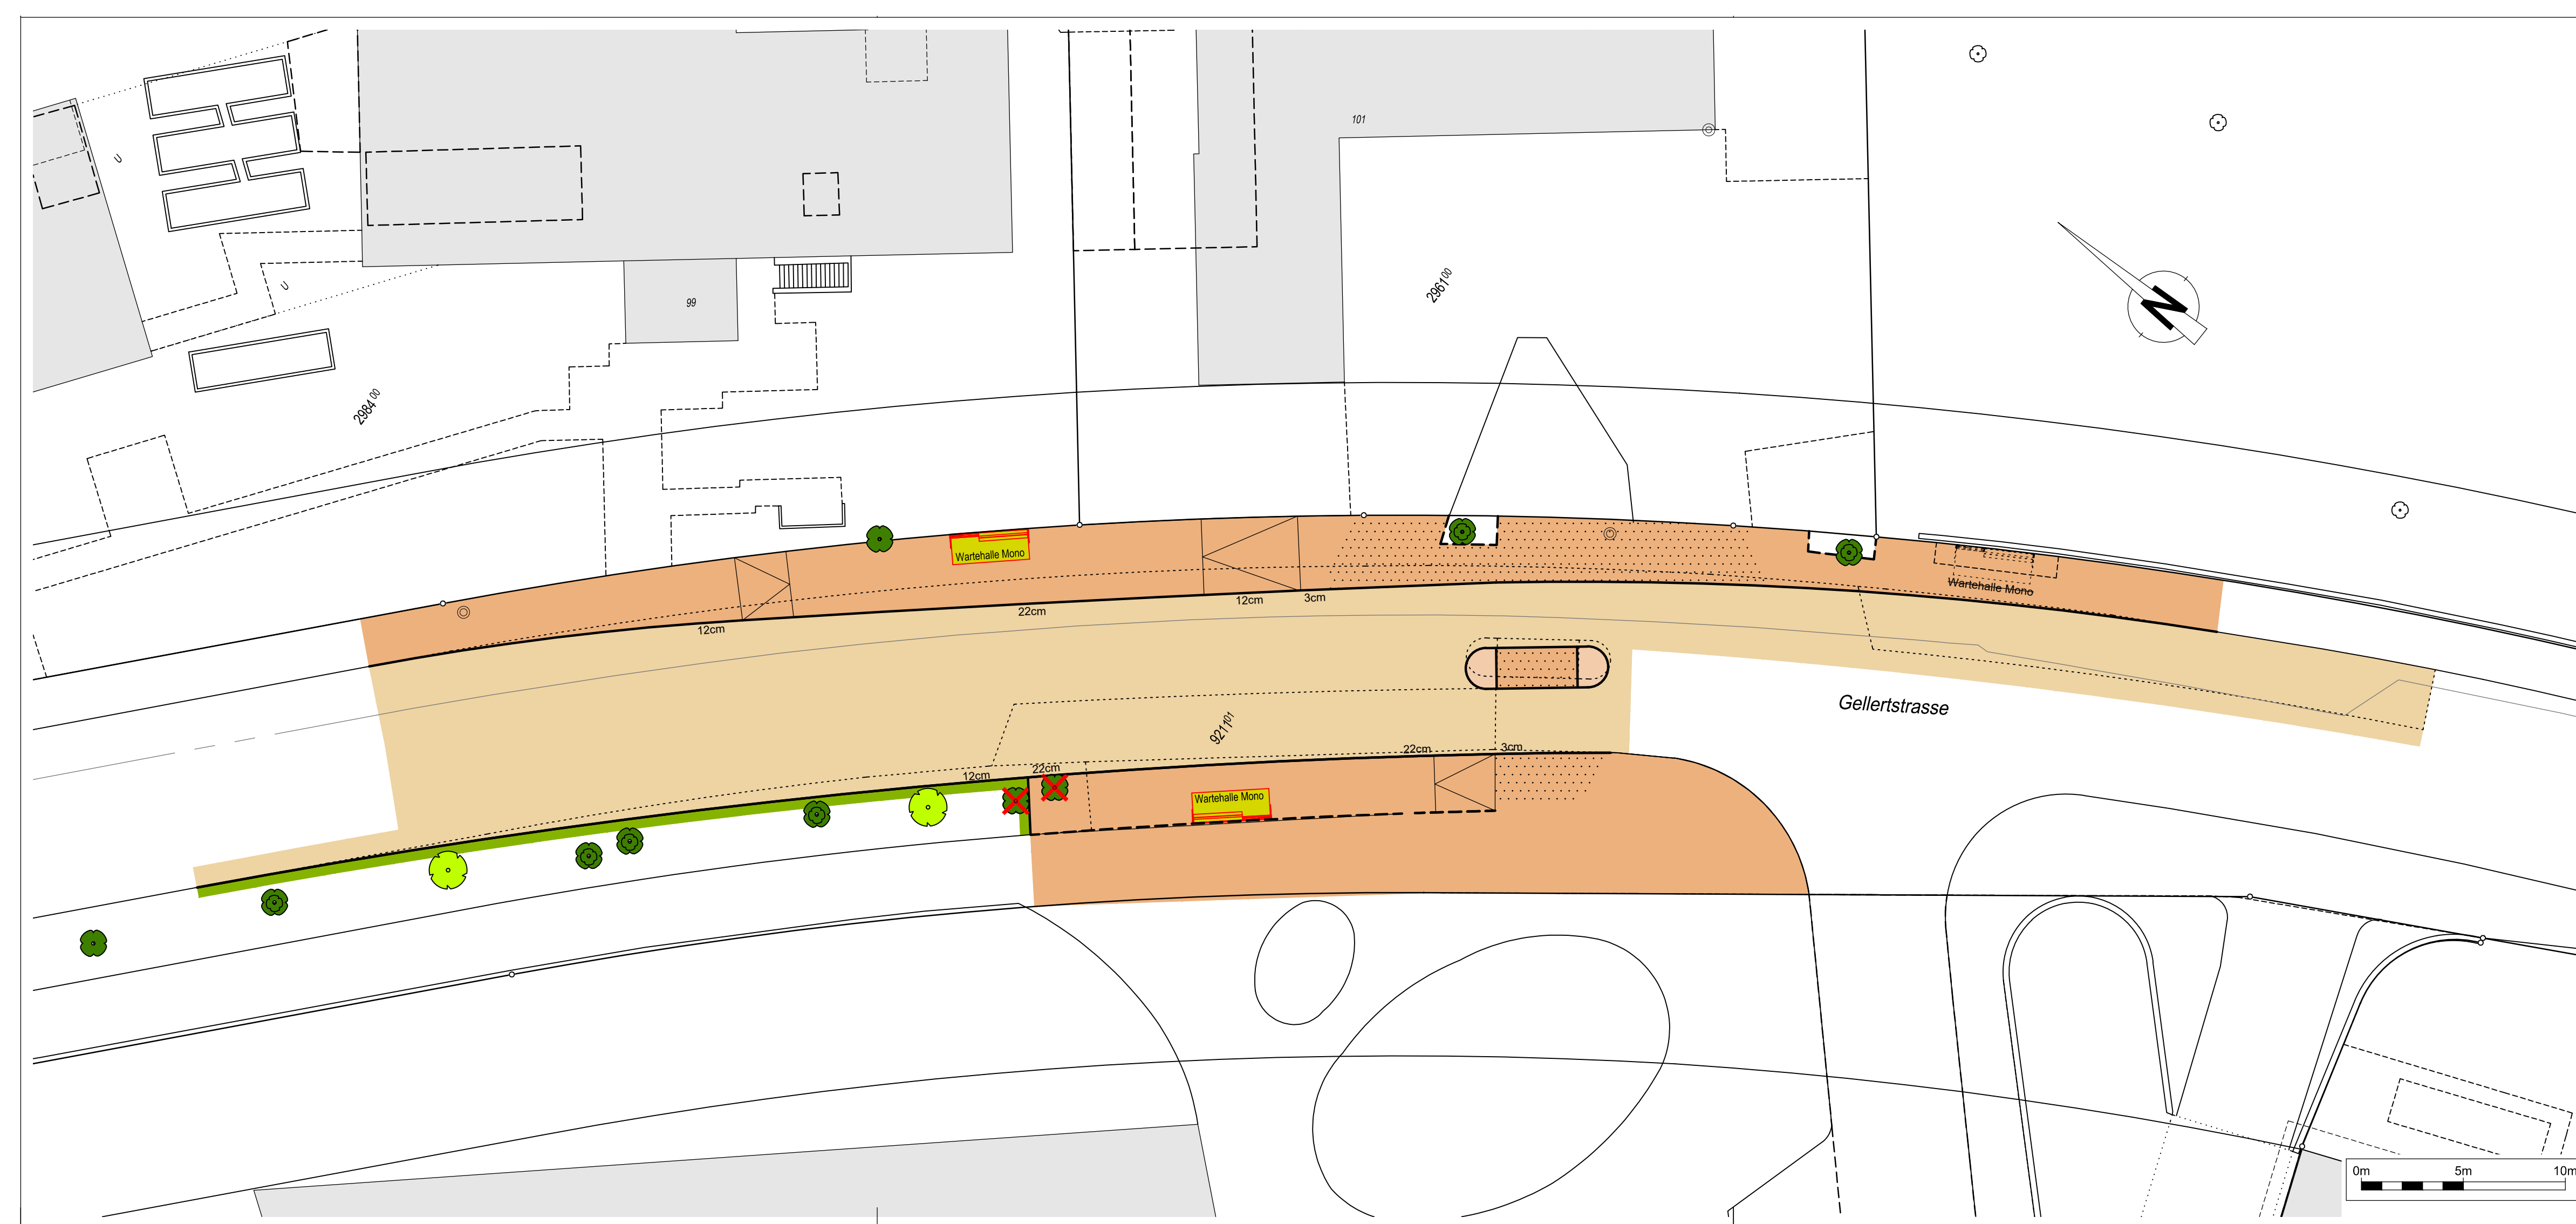 101
U
U
2961 00
99
2984 00
N
Wartehalle Mono
Wartehalle Mono
22cm
12cm
3cm
12cm
Gellertstrasse
9211 01
22cm
3cm
22cm
12cm
Wartehalle Mono
0m 5m 10m